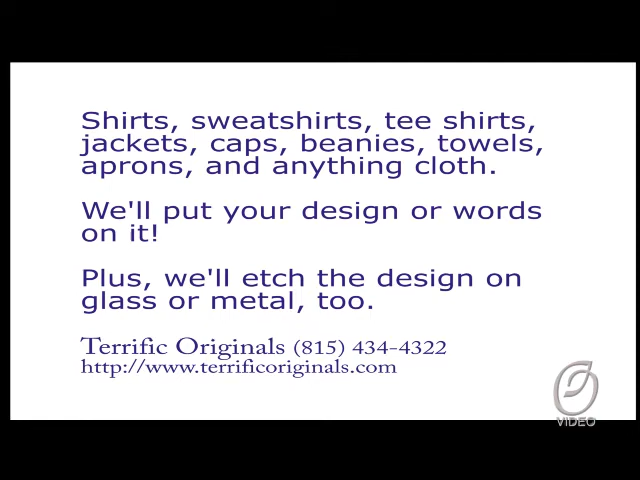 Shirts, sweatshirts, tee shirts,
jackets, caps, beanies, towels,
aprons, and anything cloth.
We'll put your design or words
on it!
Plus, we'll etch the design on
glass or metal, too.
Terrific Originals (815) 434-4322
http://www.terrificoriginals.com
VIDEO